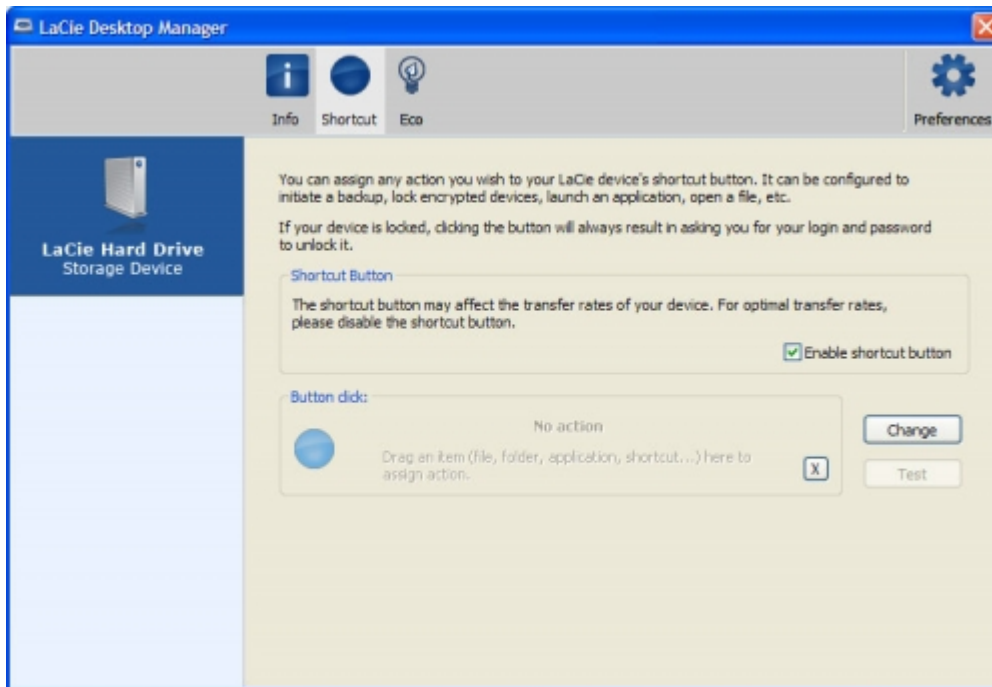 LaCie Desktop Manager
Info
Shortcut
Eco
Preferences
LaCie Hard Drive
Storage Device
You can assign any action you wish to your LaCie device's shortcut button. It can be configured to
initiate a backup, lock encrypted devices, launch an application, open a file, etc.
If your device is locked, clicking the button will always result in asking you for your login and password
to unlock it.
Shortcut Button
The shortcut button may affect the transfer rates of your device. For optimal transfer rates,
please disable the shortcut button.
Enable shortcut button
Button click:
No action
Drag an item (file, folder, application, shortcut...) here to
assign action.
X
Change
Test